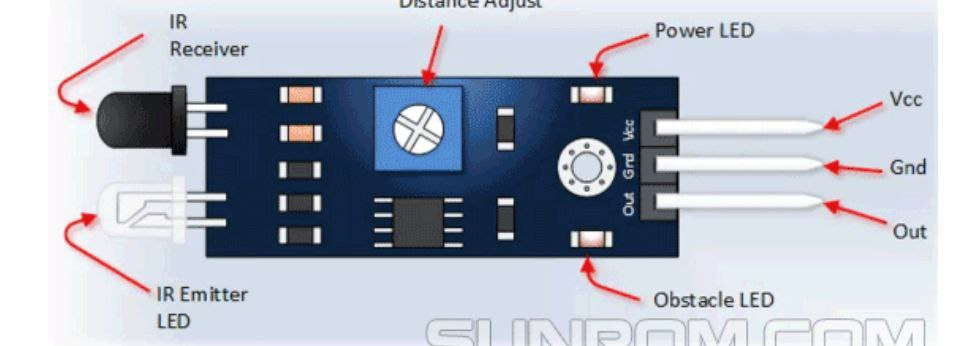 Distance Adjust
IR
Receiver
Power LED
Vcc
Vcc
Gnd
Gnd
Out
Out
IR Emitter
LED
Obstacle LED
SUNROM.COM